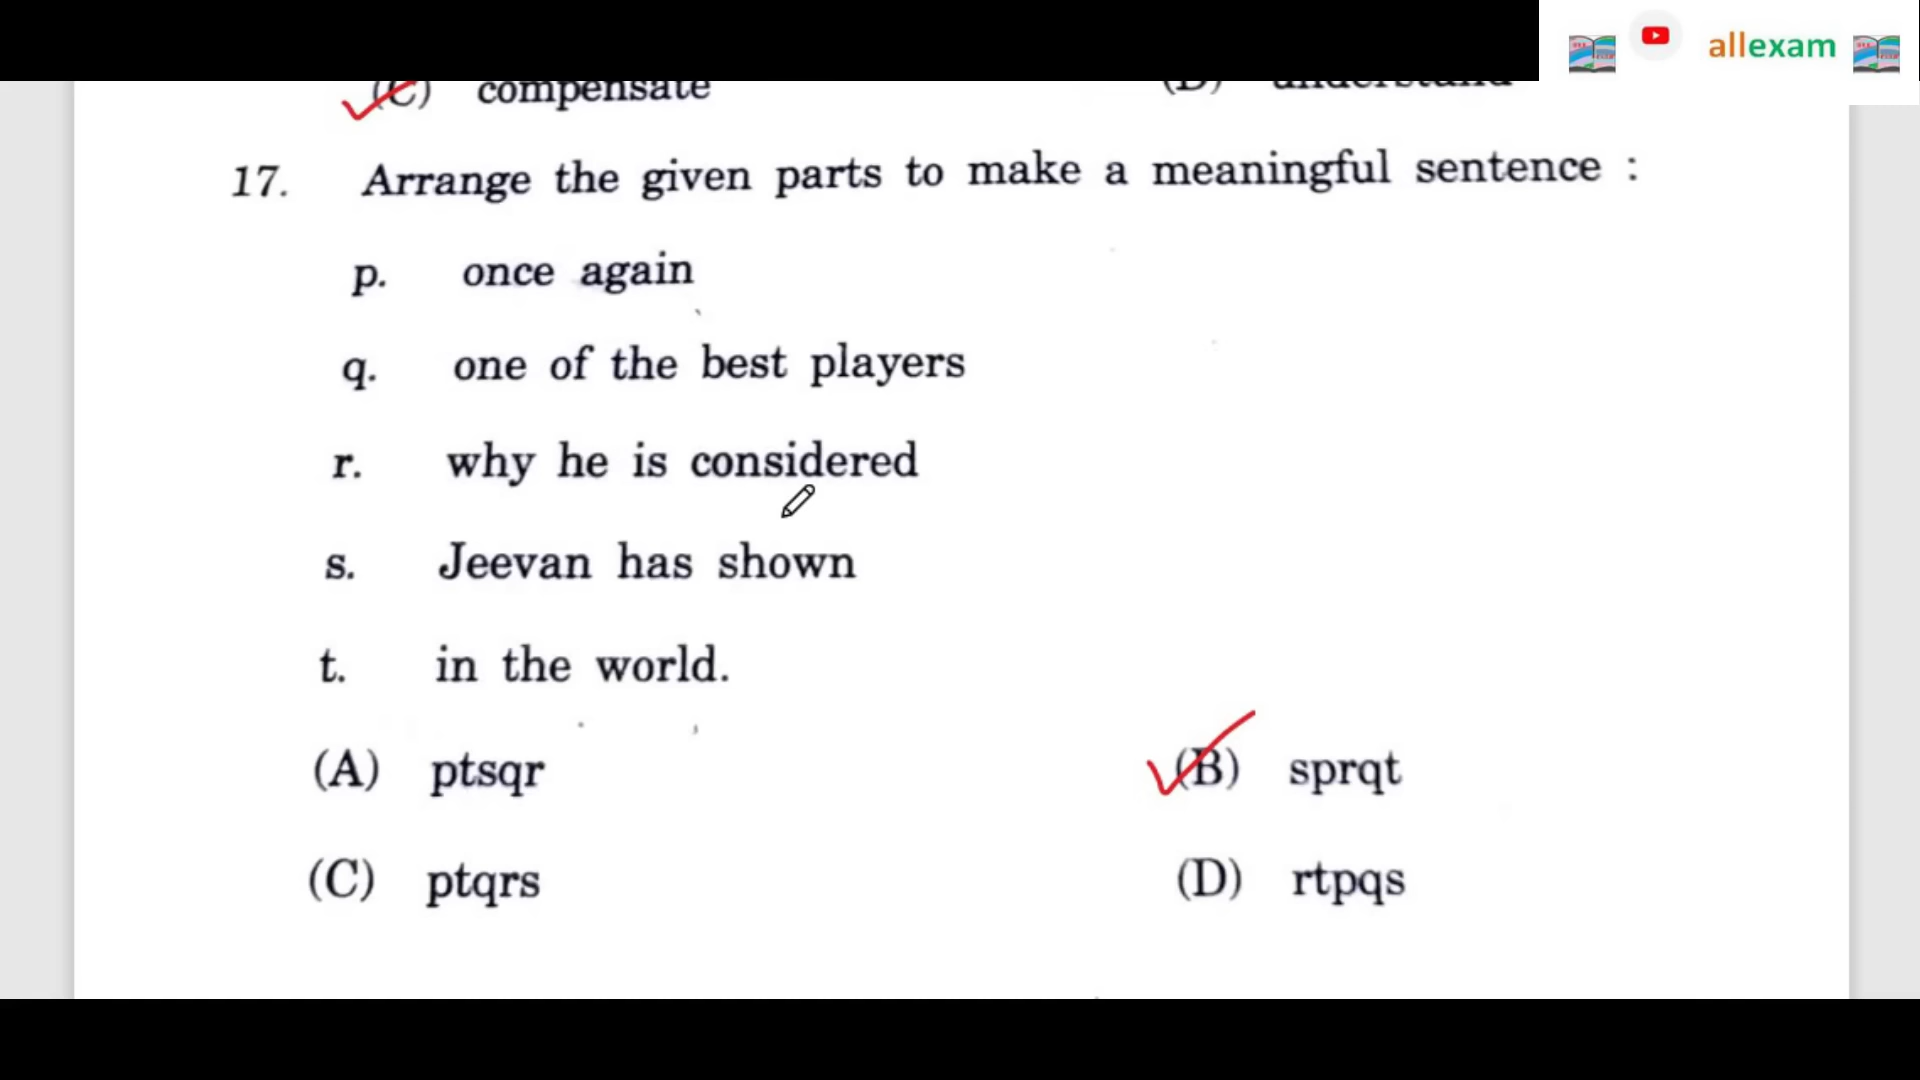 allexam
(C) compensate (D) understand
17. Arrange the given parts to make a meaningful sentence :
p. once again
q. one of the best players
r. why he is considered
s. Jeevan has shown
t. in the world.
(A) ptsqr (B) sprqt
(C) ptqrs (D) rtpqs